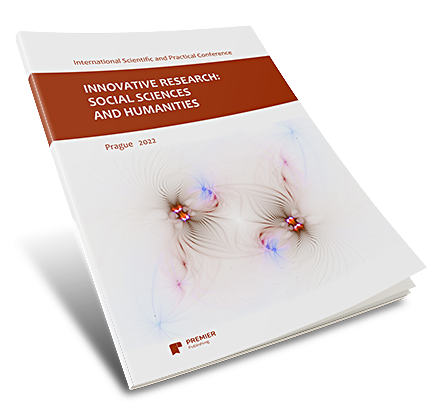 International Scientific and Practical Conference
INNOVATIVE RESEARCH:
SOCIAL SCIENCES
AND HUMANITIES
Prague 2022
PREMIER
Publishing